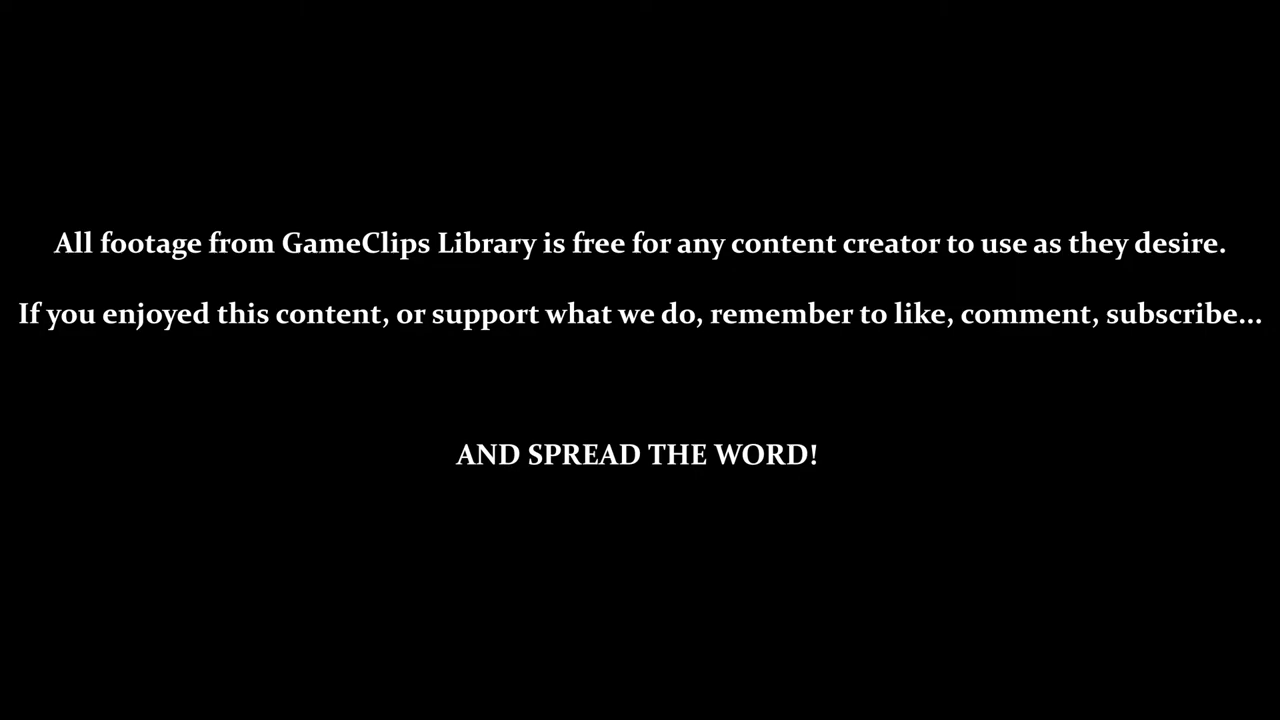 All footage from GameClips Library is free for any content creator to use as they desire.
If you enjoyed this content, or support what we do, remember to like, comment, subscribe...
AND SPREAD THE WORD!